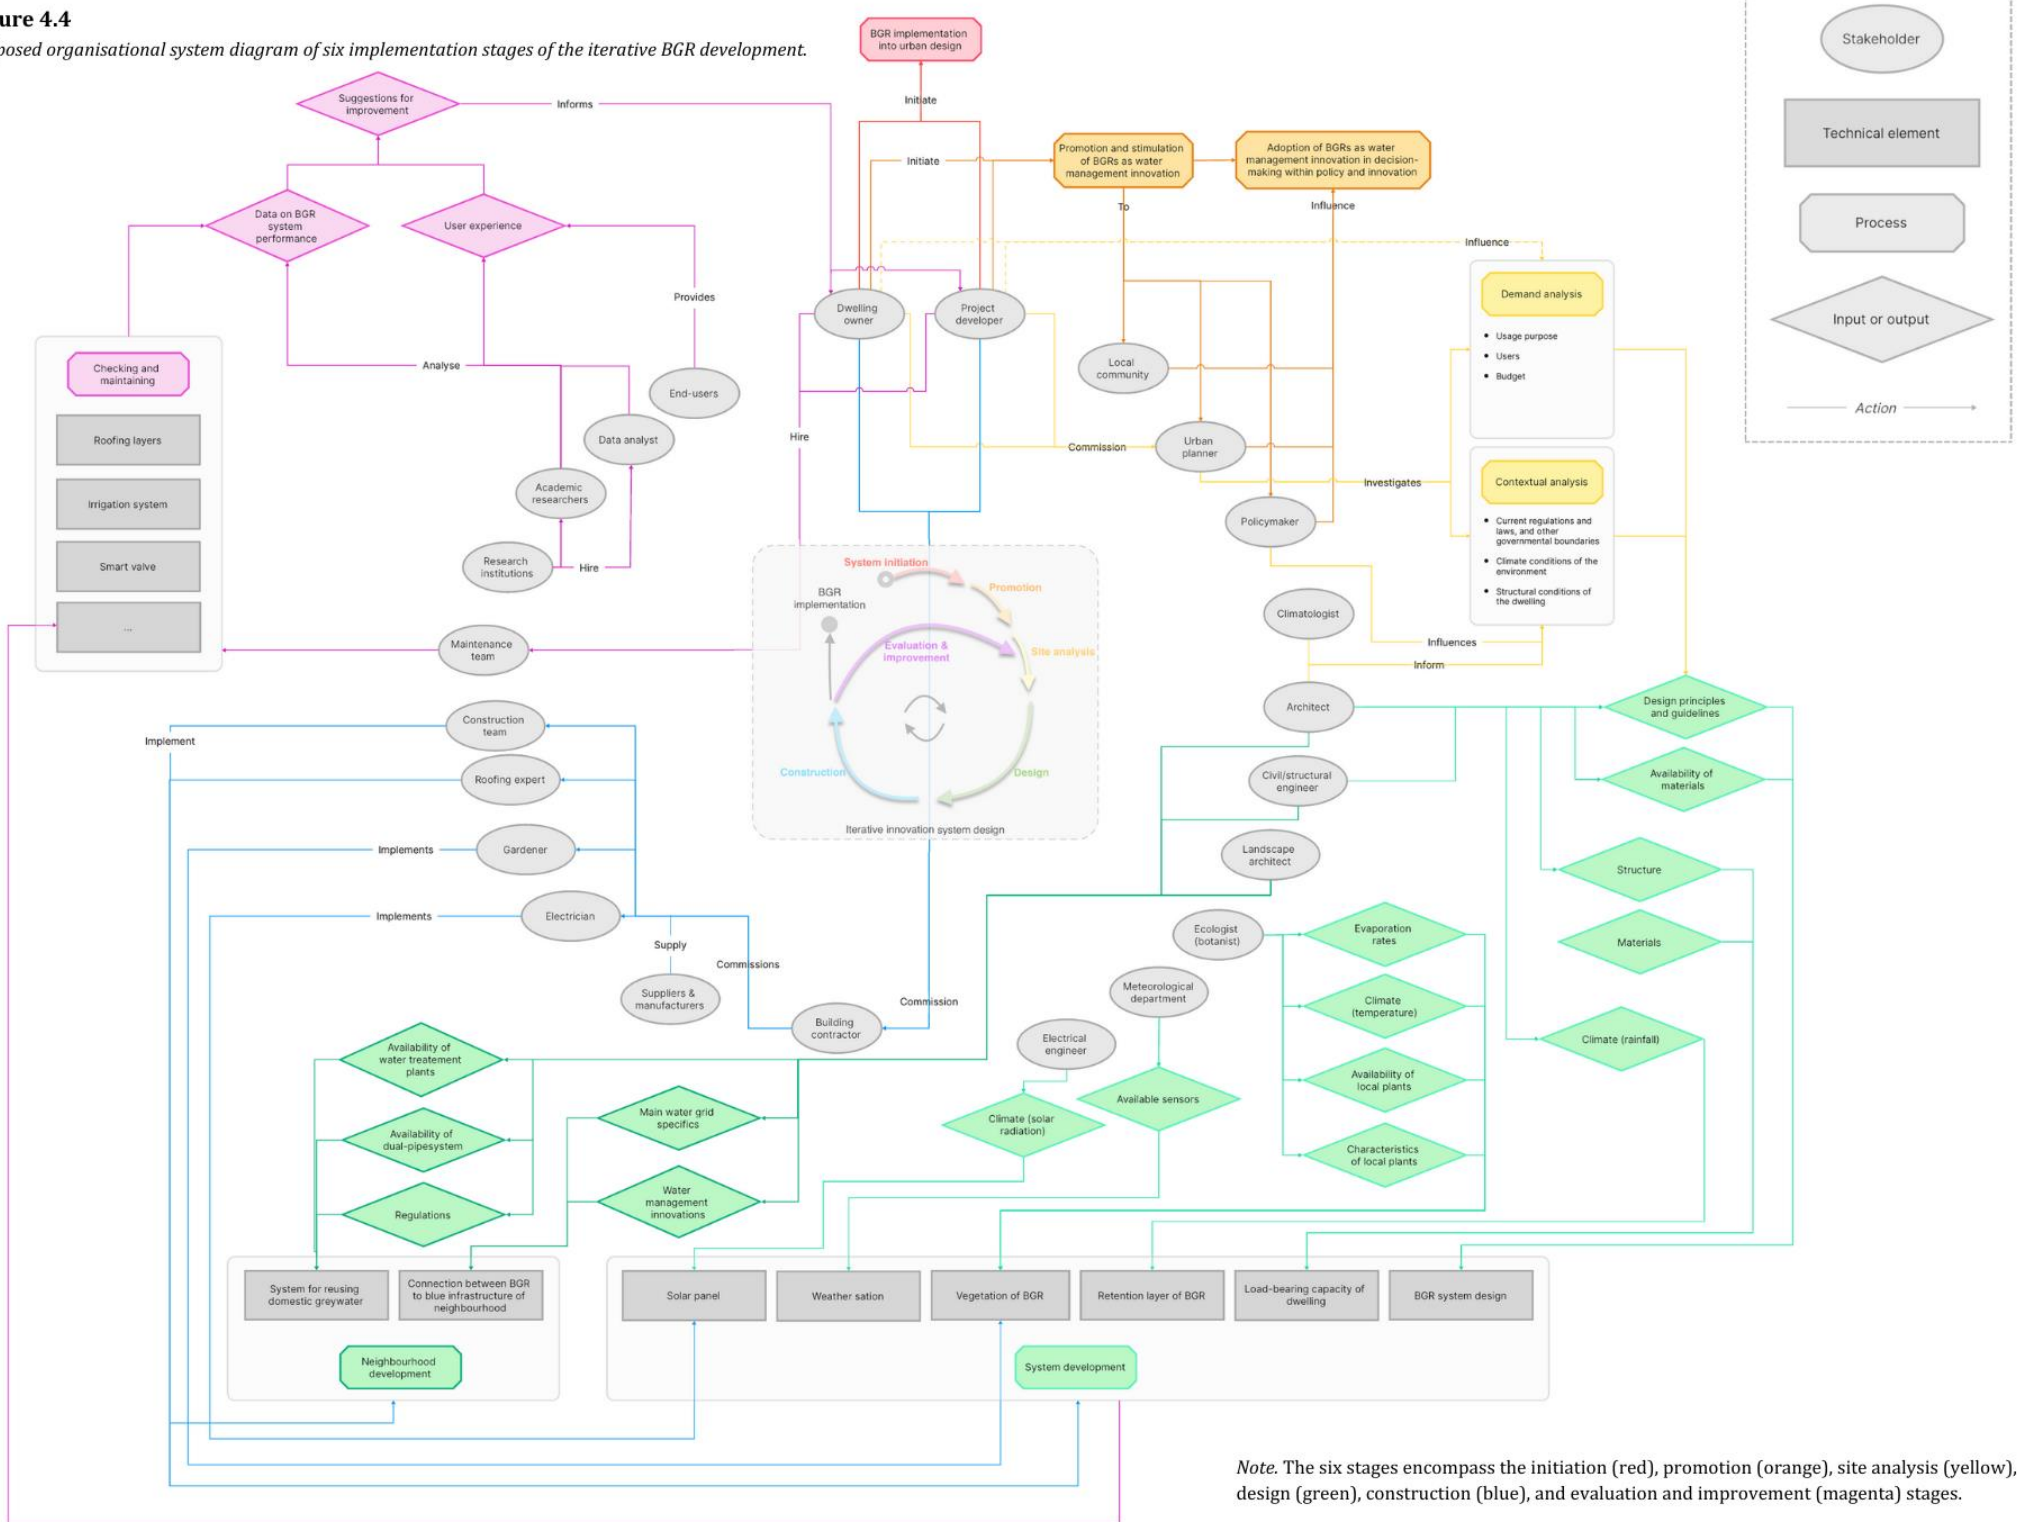 ure 4.4
posed organisational system diagram of six implementation stages of the iterative BGR development.
BGR implementation
into urban design
Stakeholder
Technical element
Process
Input or output
Action
Suggestions for
improvement
Informs
Initiate
Initiate
Promotion and stimulation
of BGRs as water
management innovation
Adoption of BGRs as water
management innovation in decision-
making within policy and innovation
To
Influence
Influence
Data on BGR
system
performance
User experience
Provides
Dwelling
owner
Project
developer
Demand analysis
Usage purpose
Users
Budget
Checking and
maintaining
Roofing layers
Irrigation system
Smart valve
...
Analyse
End-users
Data analyst
Academic
researchers
Research
institutions
Hire
Hire
Local
community
Commission
Urban
planner
Investigates
Policymaker
Contextual analysis
Current regulations and
laws, and other
governmental boundaries
Climate conditions of the
environment
Structural conditions of
the dwelling
System initiation
Promotion
BGR
implementation
Evaluation &
improvement
Site analysis
Construction
Design
Iterative innovation system design
Climatologist
Influences
Inform
Maintenance
team
Construction
team
Implement
Roofing expert
Gardener
Implements
Electrician
Implements
Supply
Commissions
Suppliers &
manufacturers
Building
contractor
Commission
Architect
Civil/structural
engineer
Landscape
architect
Ecologist
(botanist)
Meteorological
department
Electrical
engineer
Design principles
and guidelines
Availability of
materials
Structure
Materials
Climate (rainfall)
Evaporation
rates
Climate
(temperature)
Availability of
local plants
Characteristics
of local plants
Available sensors
Climate (solar
radiation)
Availability of
water treatement
plants
Availability of
dual-pipesystem
Regulations
Main water grid
specifics
Water
management
innovations
System for reusing
domestic greywater
Connection between BGR
to blue infrastructure of
neighbourhood
Neighbourhood
development
Solar panel
Weather sation
Vegetation of BGR
Retention layer of BGR
Load-bearing capacity of
dwelling
BGR system design
System development
Note. The six stages encompass the initiation (red), promotion (orange), site analysis (yellow),
design (green), construction (blue), and evaluation and improvement (magenta) stages.